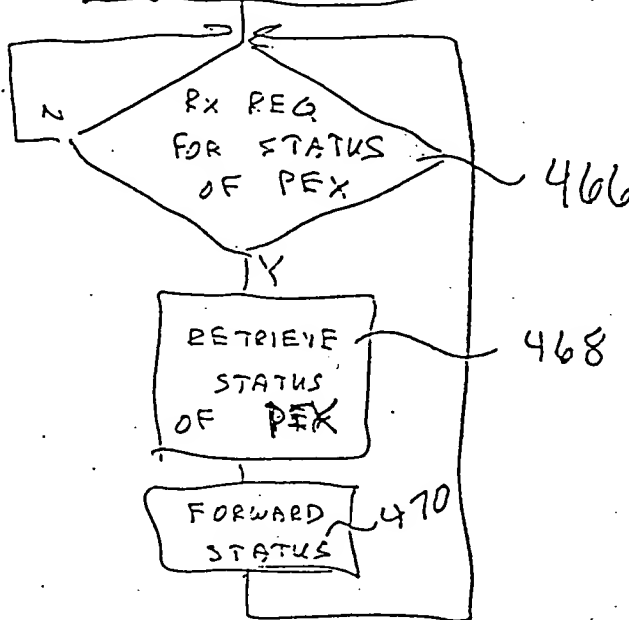 N
RX REQ
FOR STATUS
OF PEX
466
Y
RETRIEVE
STATUS
OF PEX
468
FORWARD
STATUS
470